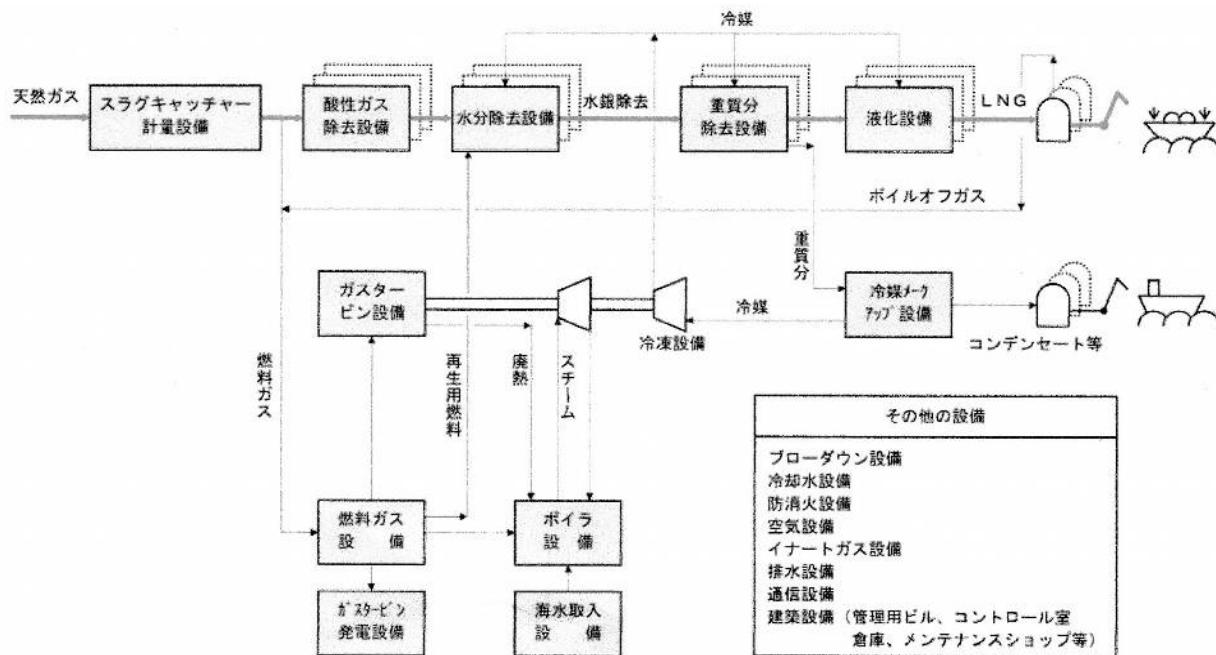 冷媒
天然ガス
スラグキャッチャー
計量設備
酸性ガス
除去設備
水分除去設備
水銀除去
重質分
除去設備
液化設備
LNG
ボイルオフガス
重質分
ガスター
ビン設備
冷凍設備
冷媒
冷媒メーク
アップ設備
コンデンセート等
燃料ガス
再生用燃料
廃熱
スチーム
燃料ガス
設　備
ボイラ
設　備
ガスタービン
発電設備
海水取入
設　備
その他の設備
ブローダウン設備
冷却水設備
防消火設備
空気設備
イナートガス設備
排水設備
通信設備
建築設備（管理用ビル、コントロール室
倉庫、メンテナンスショップ等）